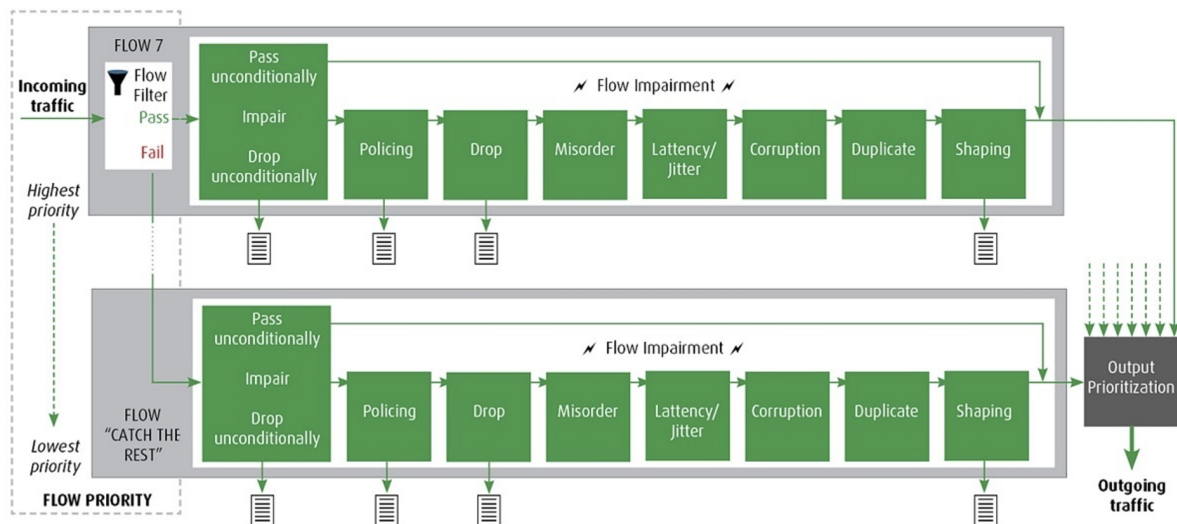 FLOW 7
Incoming
traffic
Flow
Filter
Pass
Fail
Pass
unconditionally
Impair
Drop
unconditionally
⚡ Flow Impairment ⚡
Policing
Drop
Misorder
Lattency/
Jitter
Corruption
Duplicate
Shaping
Highest
priority
Lowest
priority
FLOW PRIORITY
FLOW
“CATCH THE
REST”
Pass
unconditionally
Impair
Drop
unconditionally
⚡ Flow Impairment ⚡
Policing
Drop
Misorder
Lattency/
Jitter
Corruption
Duplicate
Shaping
Output
Prioritization
Outgoing
traffic